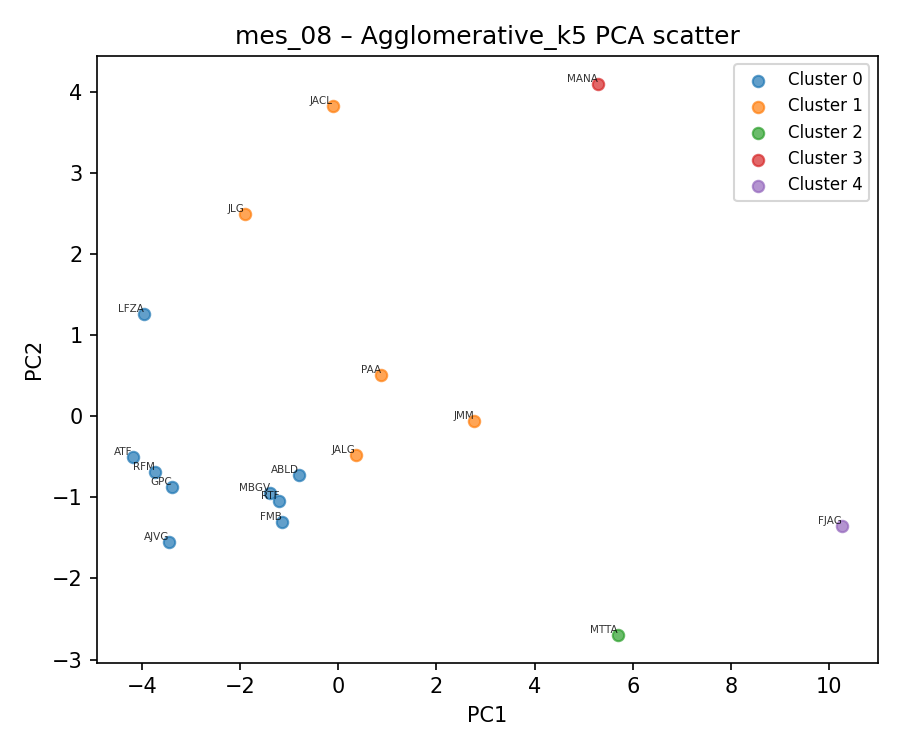 mes_08 – Agglomerative_k5 PCA scatter
MANA
JACL
JLG
LFZA
PAA
JMM
JALG
ATF
RFM
GPC
ABLD
MBGV
RTF
FMB
AJVG
FJAG
MTTA
Cluster 0
Cluster 1
Cluster 2
Cluster 3
Cluster 4
4
3
2
1
0
−1
−2
−3
PC2
−4
−2
0
2
4
6
8
10
PC1